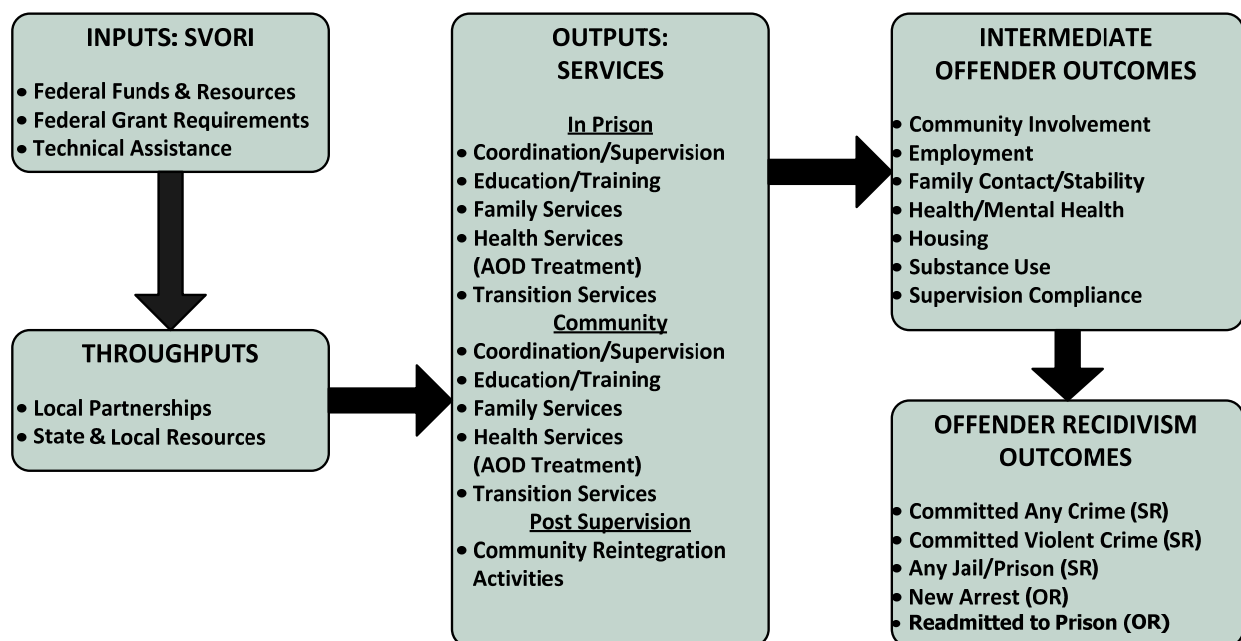 INPUTS: SVORI
• Federal Funds & Resources
• Federal Grant Requirements
• Technical Assistance
THROUGHPUTS
• Local Partnerships
• State & Local Resources
OUTPUTS:
SERVICES
In Prison
• Coordination/Supervision
• Education/Training
• Family Services
• Health Services
(AOD Treatment)
• Transition Services
Community
• Coordination/Supervision
• Education/Training
• Family Services
• Health Services
(AOD Treatment)
• Transition Services
Post Supervision
• Community Reintegration
Activities
INTERMEDIATE
OFFENDER OUTCOMES
• Community Involvement
• Employment
• Family Contact/Stability
• Health/Mental Health
• Housing
• Substance Use
• Supervision Compliance
OFFENDER RECIDIVISM
OUTCOMES
• Committed Any Crime (SR)
• Committed Violent Crime (SR)
• Any Jail/Prison (SR)
• New Arrest (OR)
• Readmitted to Prison (OR)